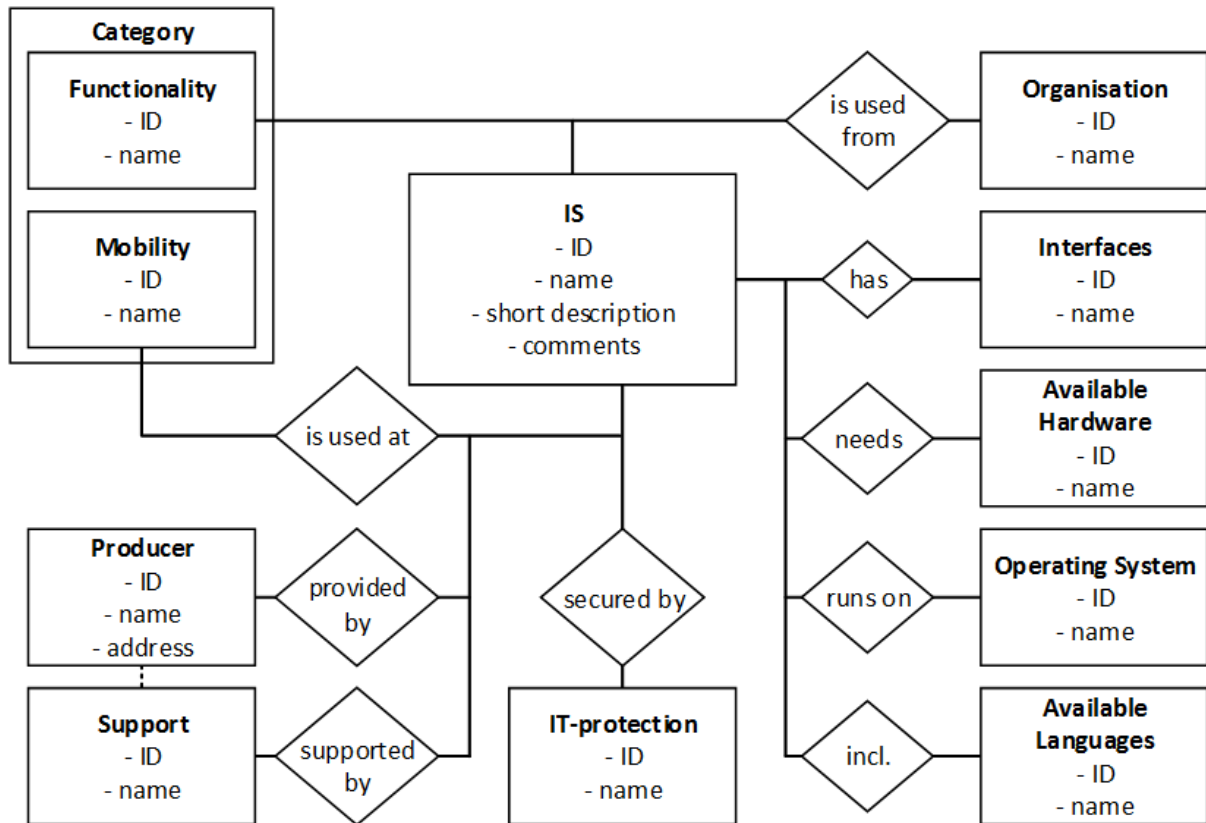 Category
Functionality
- ID
- name
Mobility
- ID
- name
is used
from
Organisation
- ID
- name
IS
- ID
- name
- short description
- comments
has
Interfaces
- ID
- name
is used at
needs
Available
Hardware
- ID
- name
Producer
- ID
- name
- address
provided
by
secured by
runs on
Operating System
- ID
- name
Support
- ID
- name
supported
by
IT-protection
- ID
- name
incl.
Available
Languages
- ID
- name